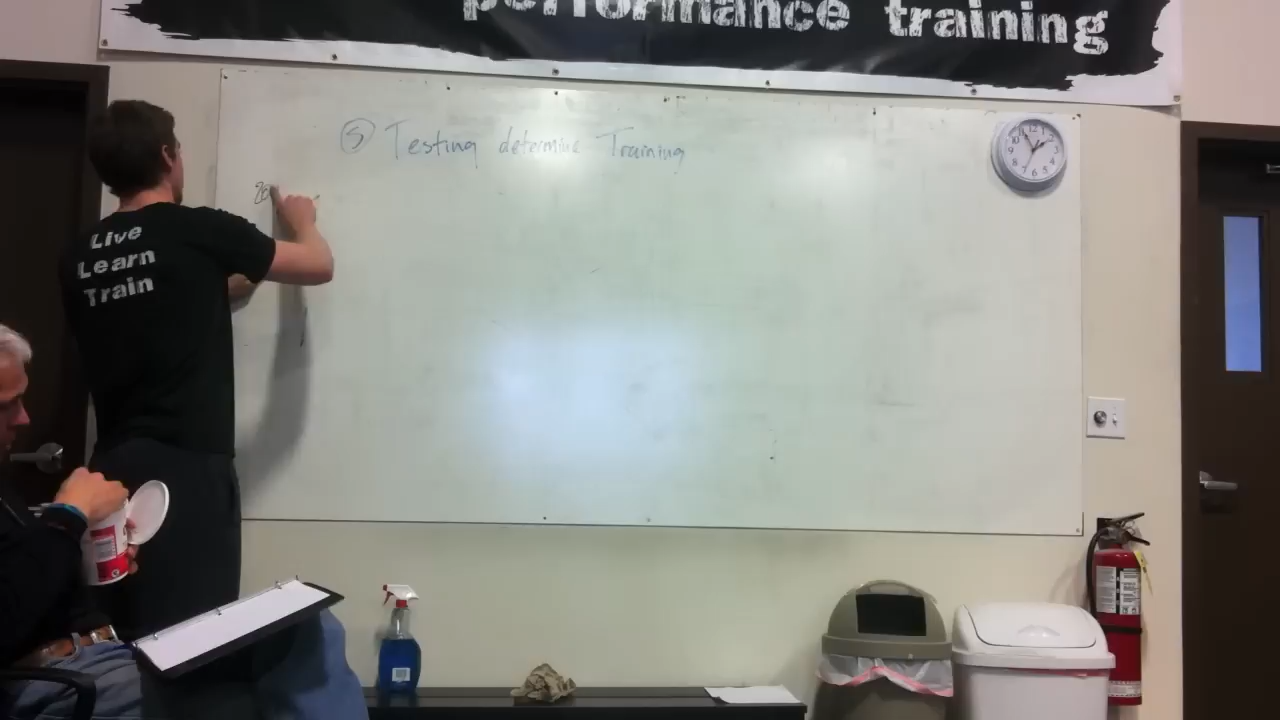 performance training
⑤ Testing determine Training
Live
Learn
Train